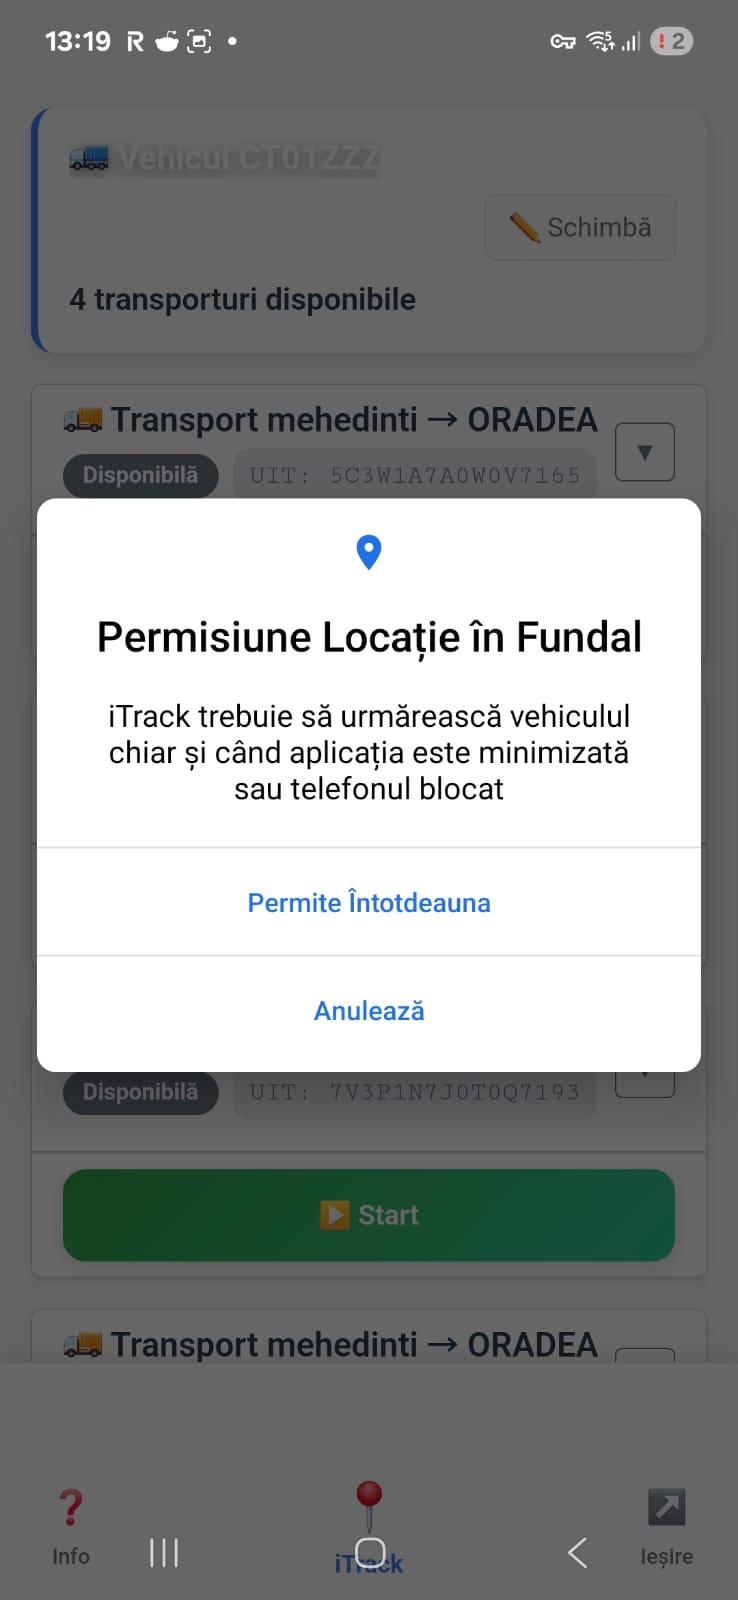 13:19 R
2
Vehicul CT01ZZZ
Schimbă
4 transporturi disponibile
Transport mehedinti → ORADEA
▼
Disponibilă
UIT: 5C3W1A7A0W0V7165
Permisiune Locație în Fundal
iTrack trebuie să urmărească vehiculul
chiar și când aplicația este minimizată
sau telefonul blocat
Permite Întotdeauna
Anulează
Disponibilă
UIT: 7V3P1N7J0T0Q7193
Start
Transport mehedinti → ORADEA
Info
iTrack
Ieșire